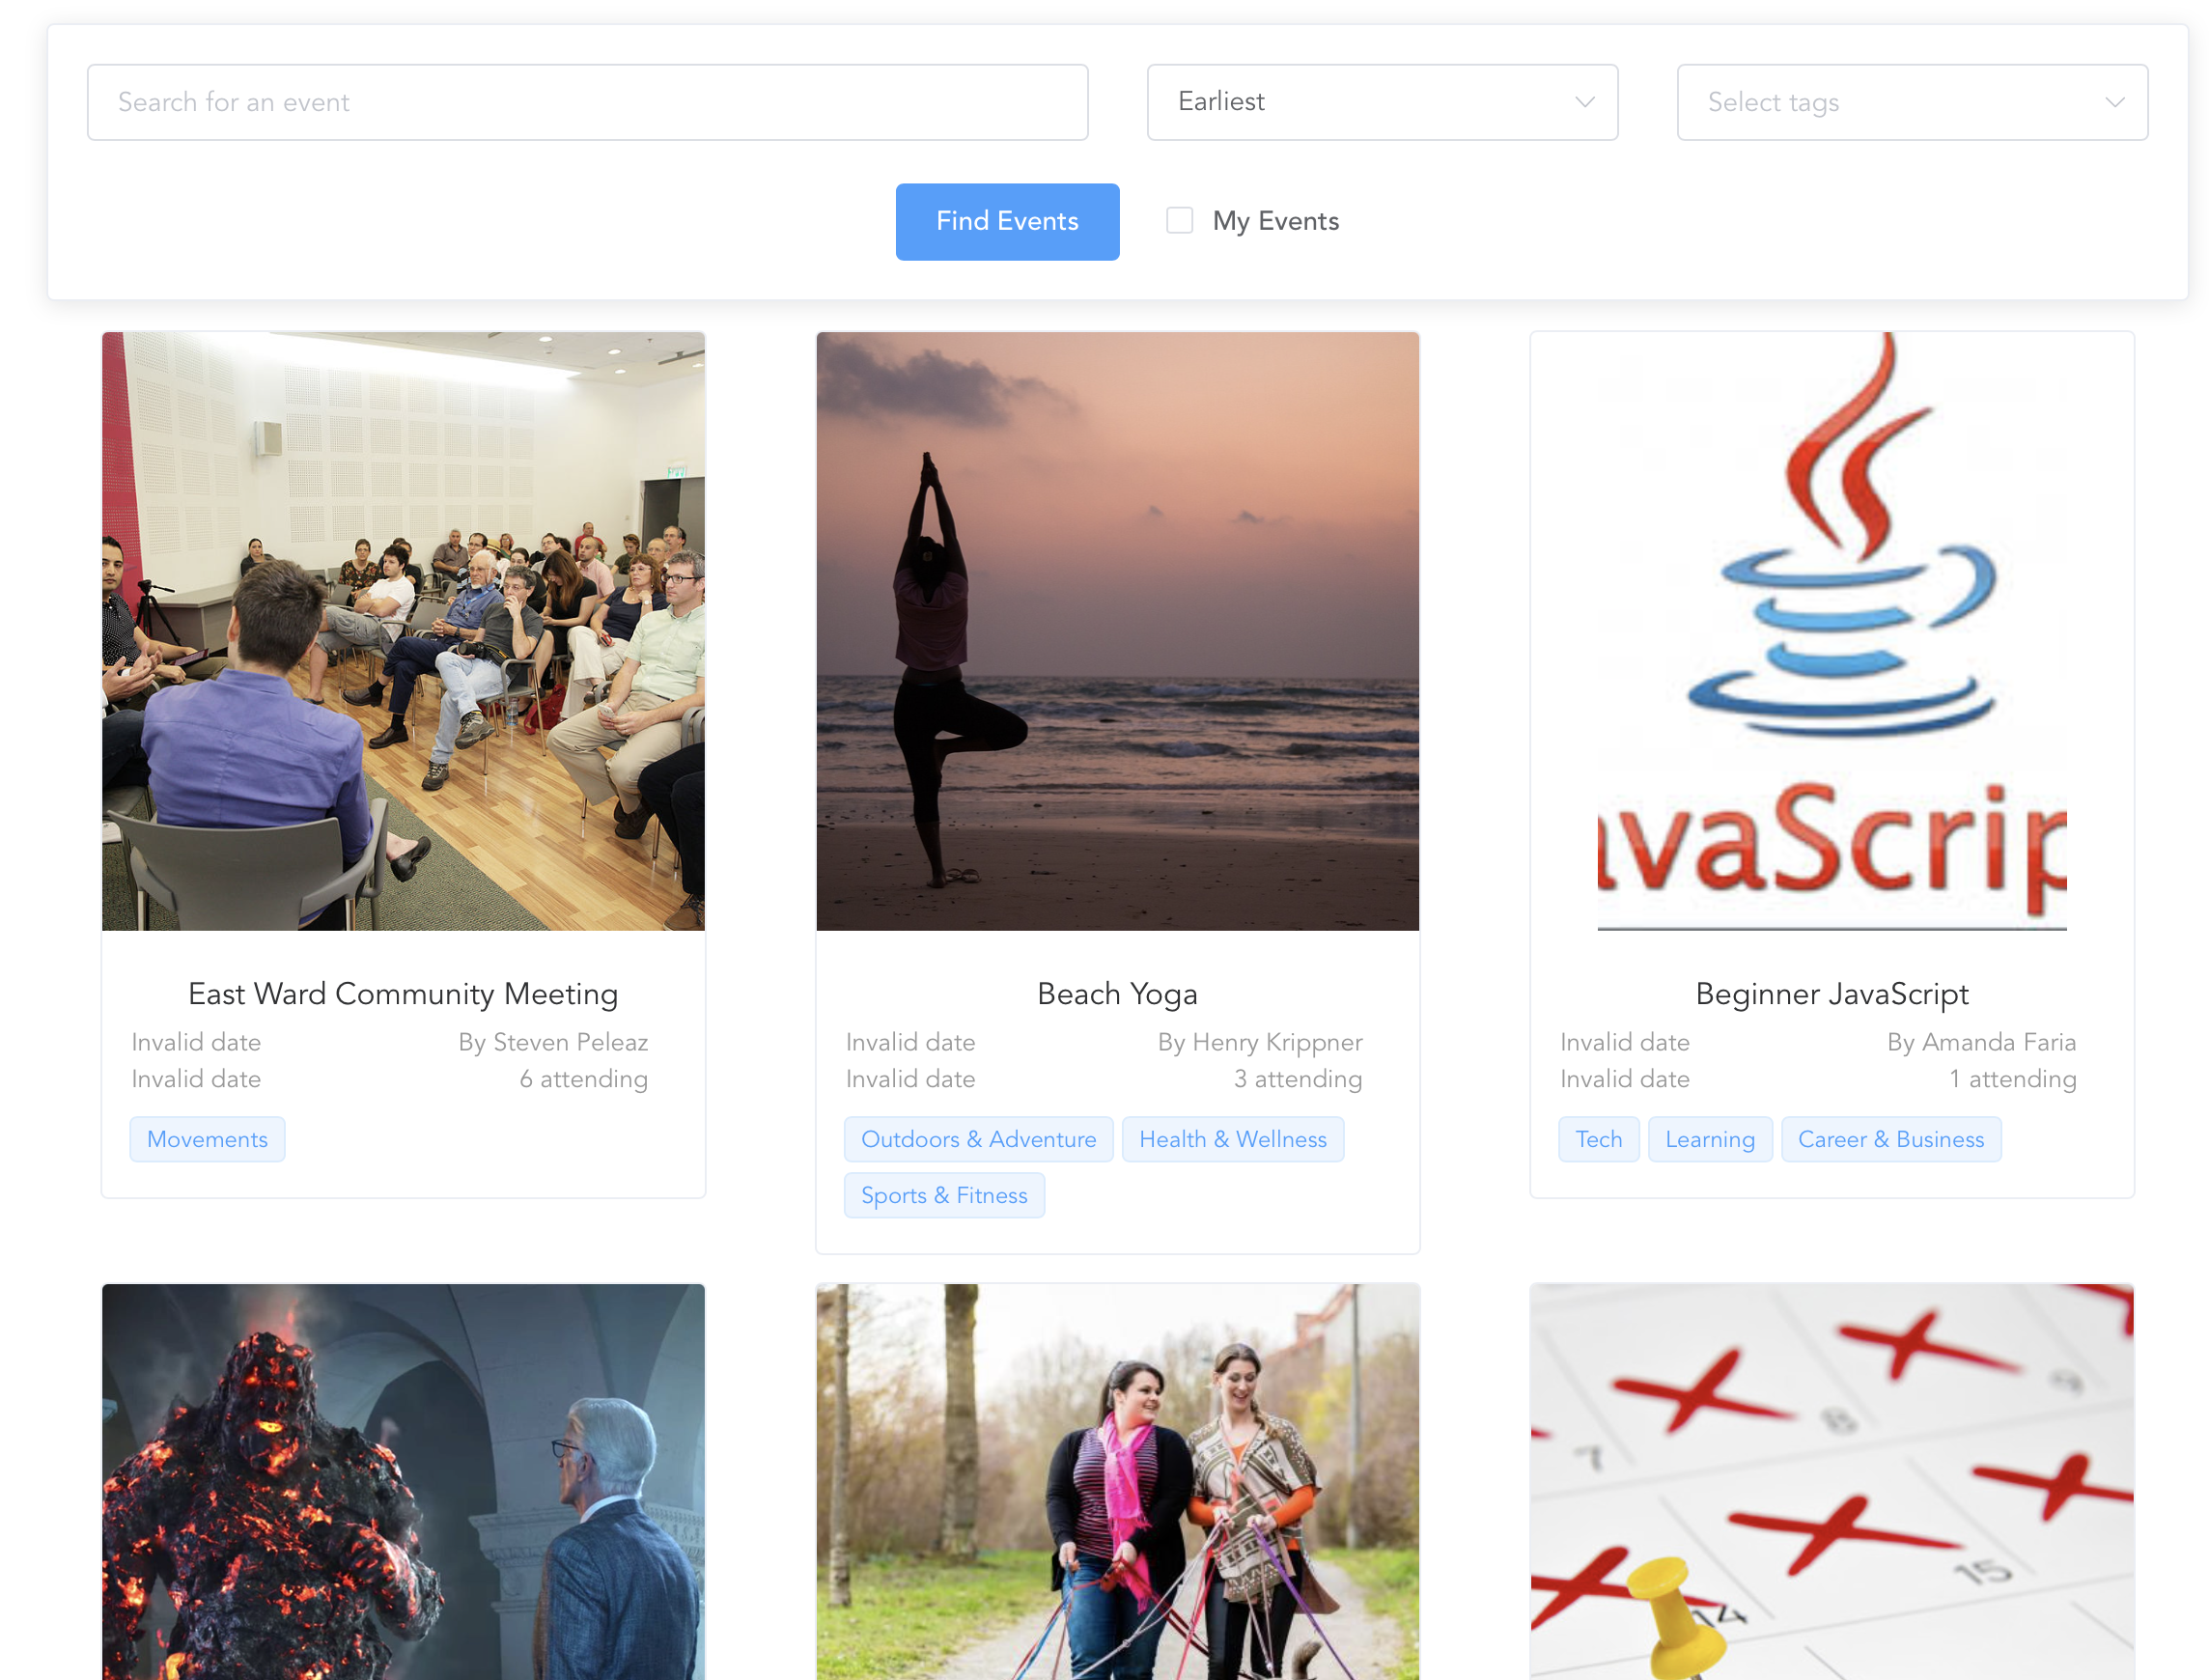 Search for an event
Earliest
Select tags
Find Events
My Events
avaScrip
East Ward Community Meeting
Invalid date
By Steven Peleaz
Invalid date
6 attending
Movements
Beach Yoga
Invalid date
By Henry Krippner
Invalid date
3 attending
Outdoors & Adventure
Health & Wellness
Sports & Fitness
Beginner JavaScript
Invalid date
By Amanda Faria
Invalid date
1 attending
Tech
Learning
Career & Business
7
8
9
14
15